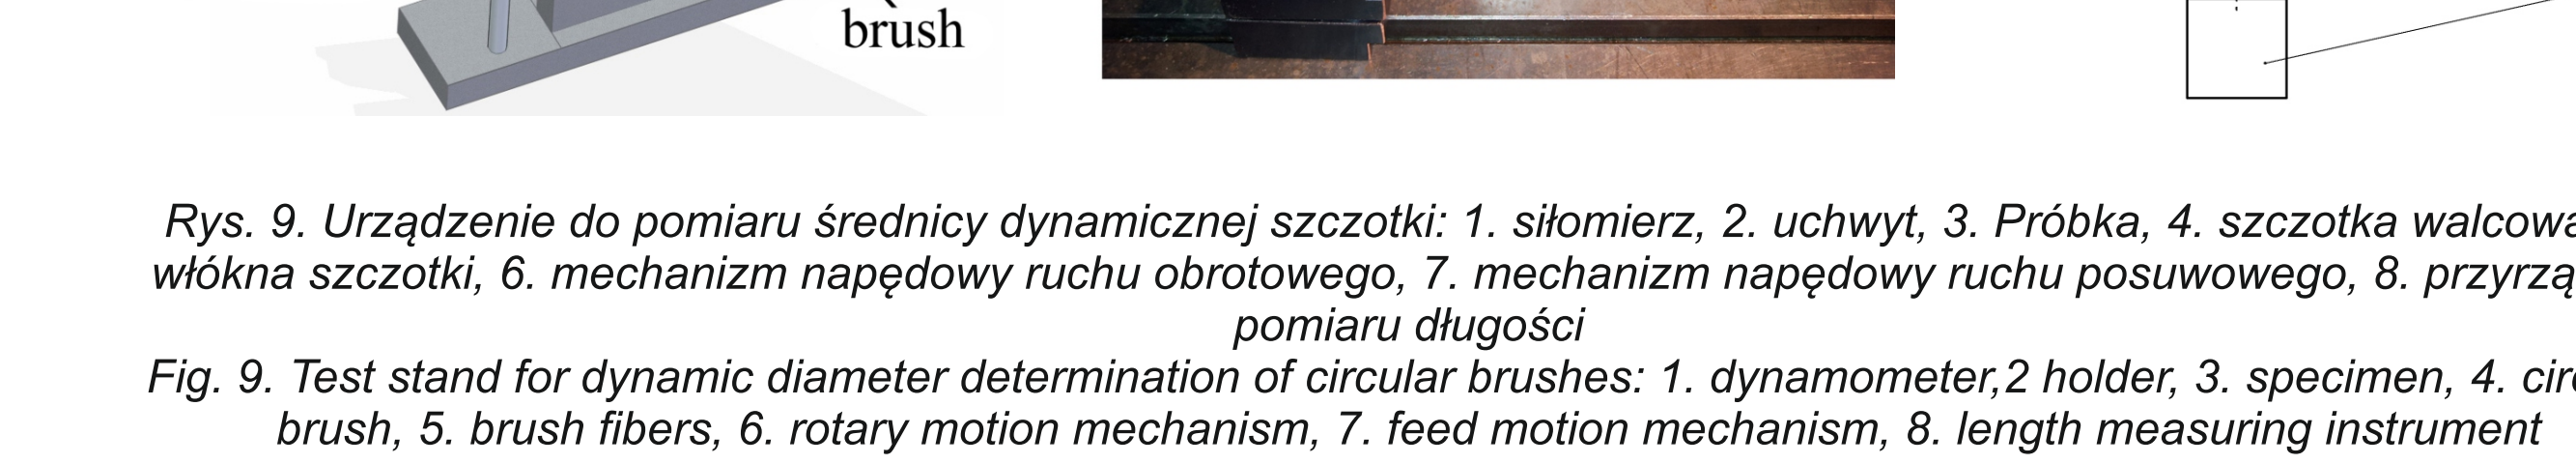 brush
Rys. 9. Urządzenie do pomiaru średnicy dynamicznej szczotki: 1. siłomierz, 2. uchwyt, 3. Próbka, 4. szczotka
włókna szczotki, 6. mechanizm napędowy ruchu obrotowego, 7. mechanizm napędowy ruchu posuwowego, 8.
pomiaru długości
Fig. 9. Test stand for dynamic diameter determination of circular brushes: 1. dynamometer,2 holder, 3. specimen, 4.
brush, 5. brush fibers, 6. rotary motion mechanism, 7. feed motion mechanism, 8. length measuring instrument